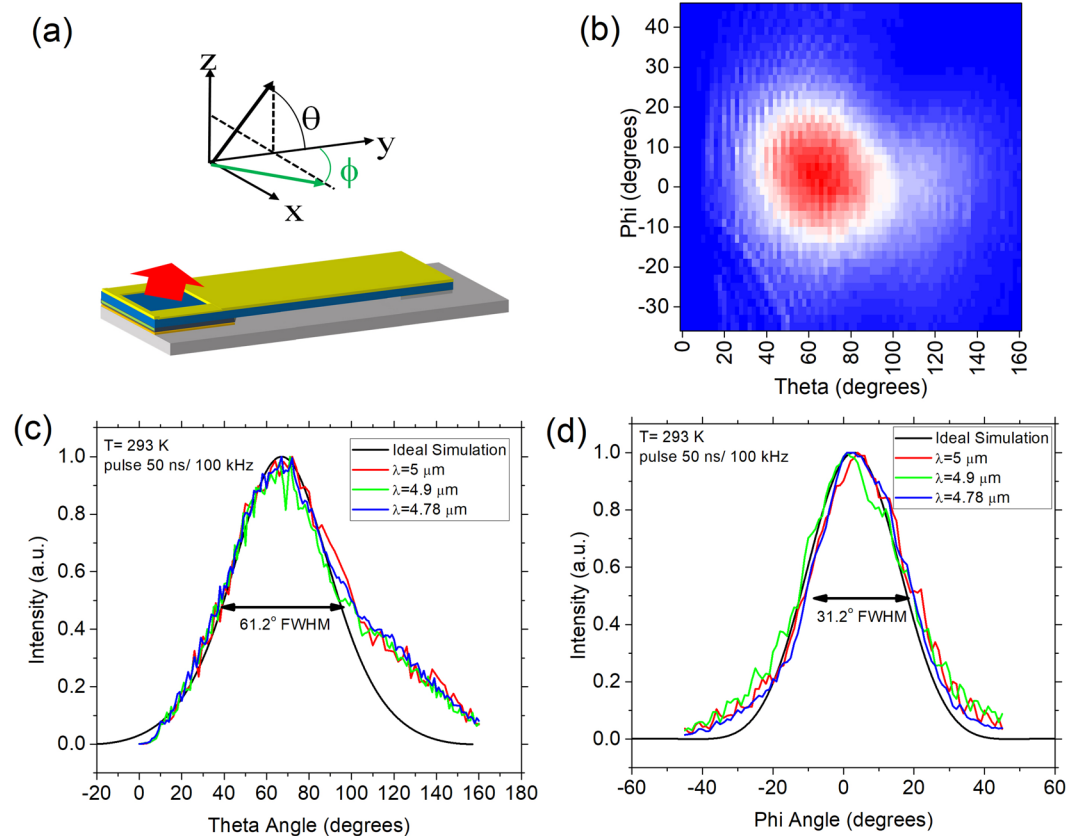 (a)
z
θ
y
ϕ
x
(b)
Phi (degrees)
40
30
20
10
0
-10
-20
-30
0 20 40 60 80 100 120 140 160
Theta (degrees)
(c)
T= 293 K
pulse 50 ns/ 100 kHz
Ideal Simulation
λ=5 μm
λ=4.9 μm
λ=4.78 μm
61.2° FWHM
Intensity (a.u.)
1.0
0.8
0.6
0.4
0.2
0.0
-20 0 20 40 60 80 100 120 140 160 180
Theta Angle (degrees)
(d)
T= 293 K
pulse 50 ns/ 100 kHz
Ideal Simulation
λ=5 μm
λ=4.9 μm
λ=4.78 μm
31.2° FWHM
Intensity (a.u.)
1.0
0.8
0.6
0.4
0.2
0.0
-60 -40 -20 0 20 40 60
Phi Angle (degrees)